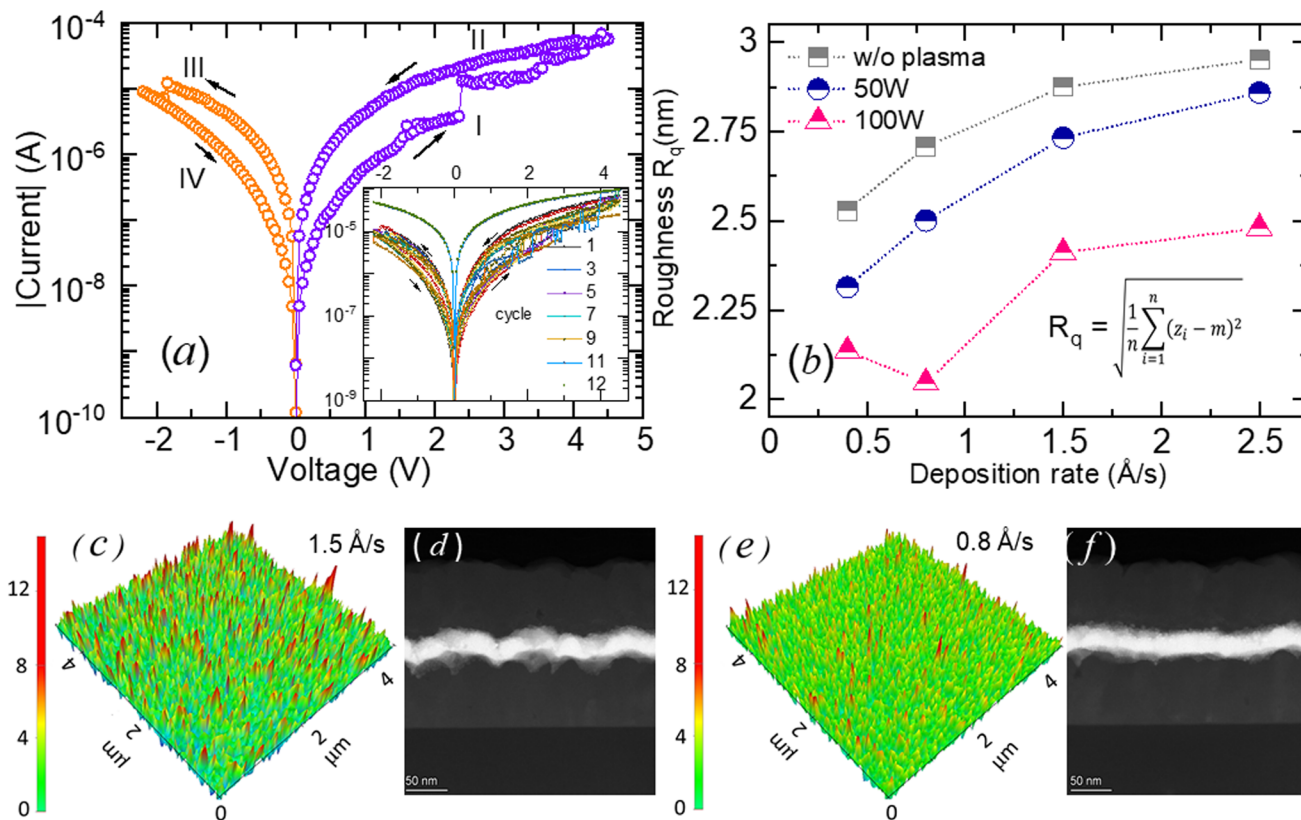 10⁻⁴
10⁻⁶
10⁻⁸
10⁻¹⁰
|Current| (A)
III
IV
II
I
(a)
-2 -1 0 1 2 3 4 5
Voltage (V)
-2 0 2 4
10⁻⁵
10⁻⁷
10⁻⁹
cycle
1
3
5
7
9
11
12
3
2.75
2.5
2.25
2
Roughness R_q(nm)
w/o plasma
50W
100W
(b)
R_q = √(1/n ∑_{i=1}^{n} (z_i − m)²)
0 0.5 1 1.5 2 2.5
Deposition rate (Å/s)
(c)
1.5 Å/s
12
8
4
0
4
2
µm
0
µm
2
4
(d)
50 nm
(e)
0.8 Å/s
12
8
4
0
4
2
µm
0
µm
2
4
(f)
50 nm